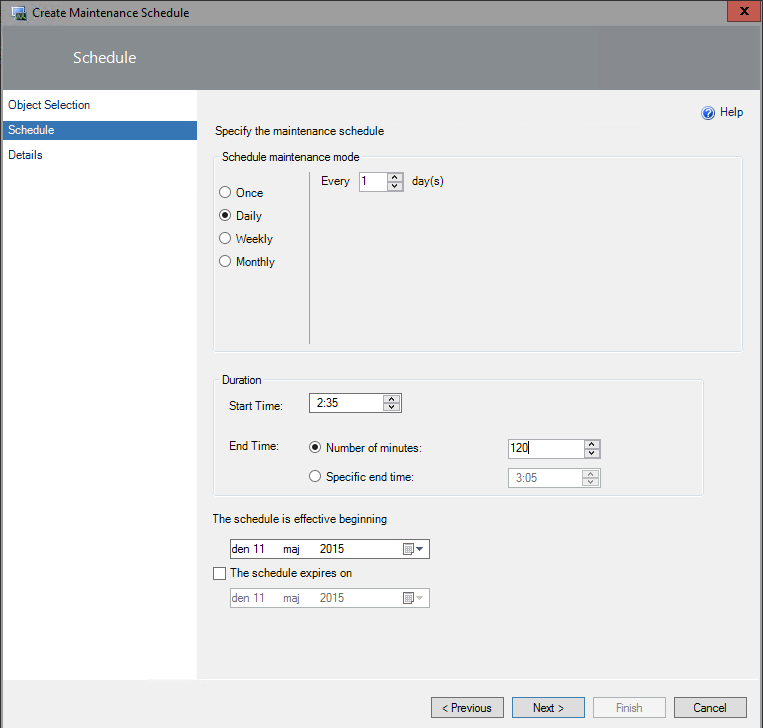 Create Maintenance Schedule
X
Schedule
Object Selection
Schedule
Details
? Help
Specify the maintenance schedule
Schedule maintenance mode
Every 1 day(s)
Once
Daily
Weekly
Monthly
Duration
Start Time: 2:35
End Time: Number of minutes: 120
Specific end time: 3:05
The schedule is effective beginning
den 11 maj 2015
The schedule expires on
den 11 maj 2015
< Previous Next > Finish Cancel